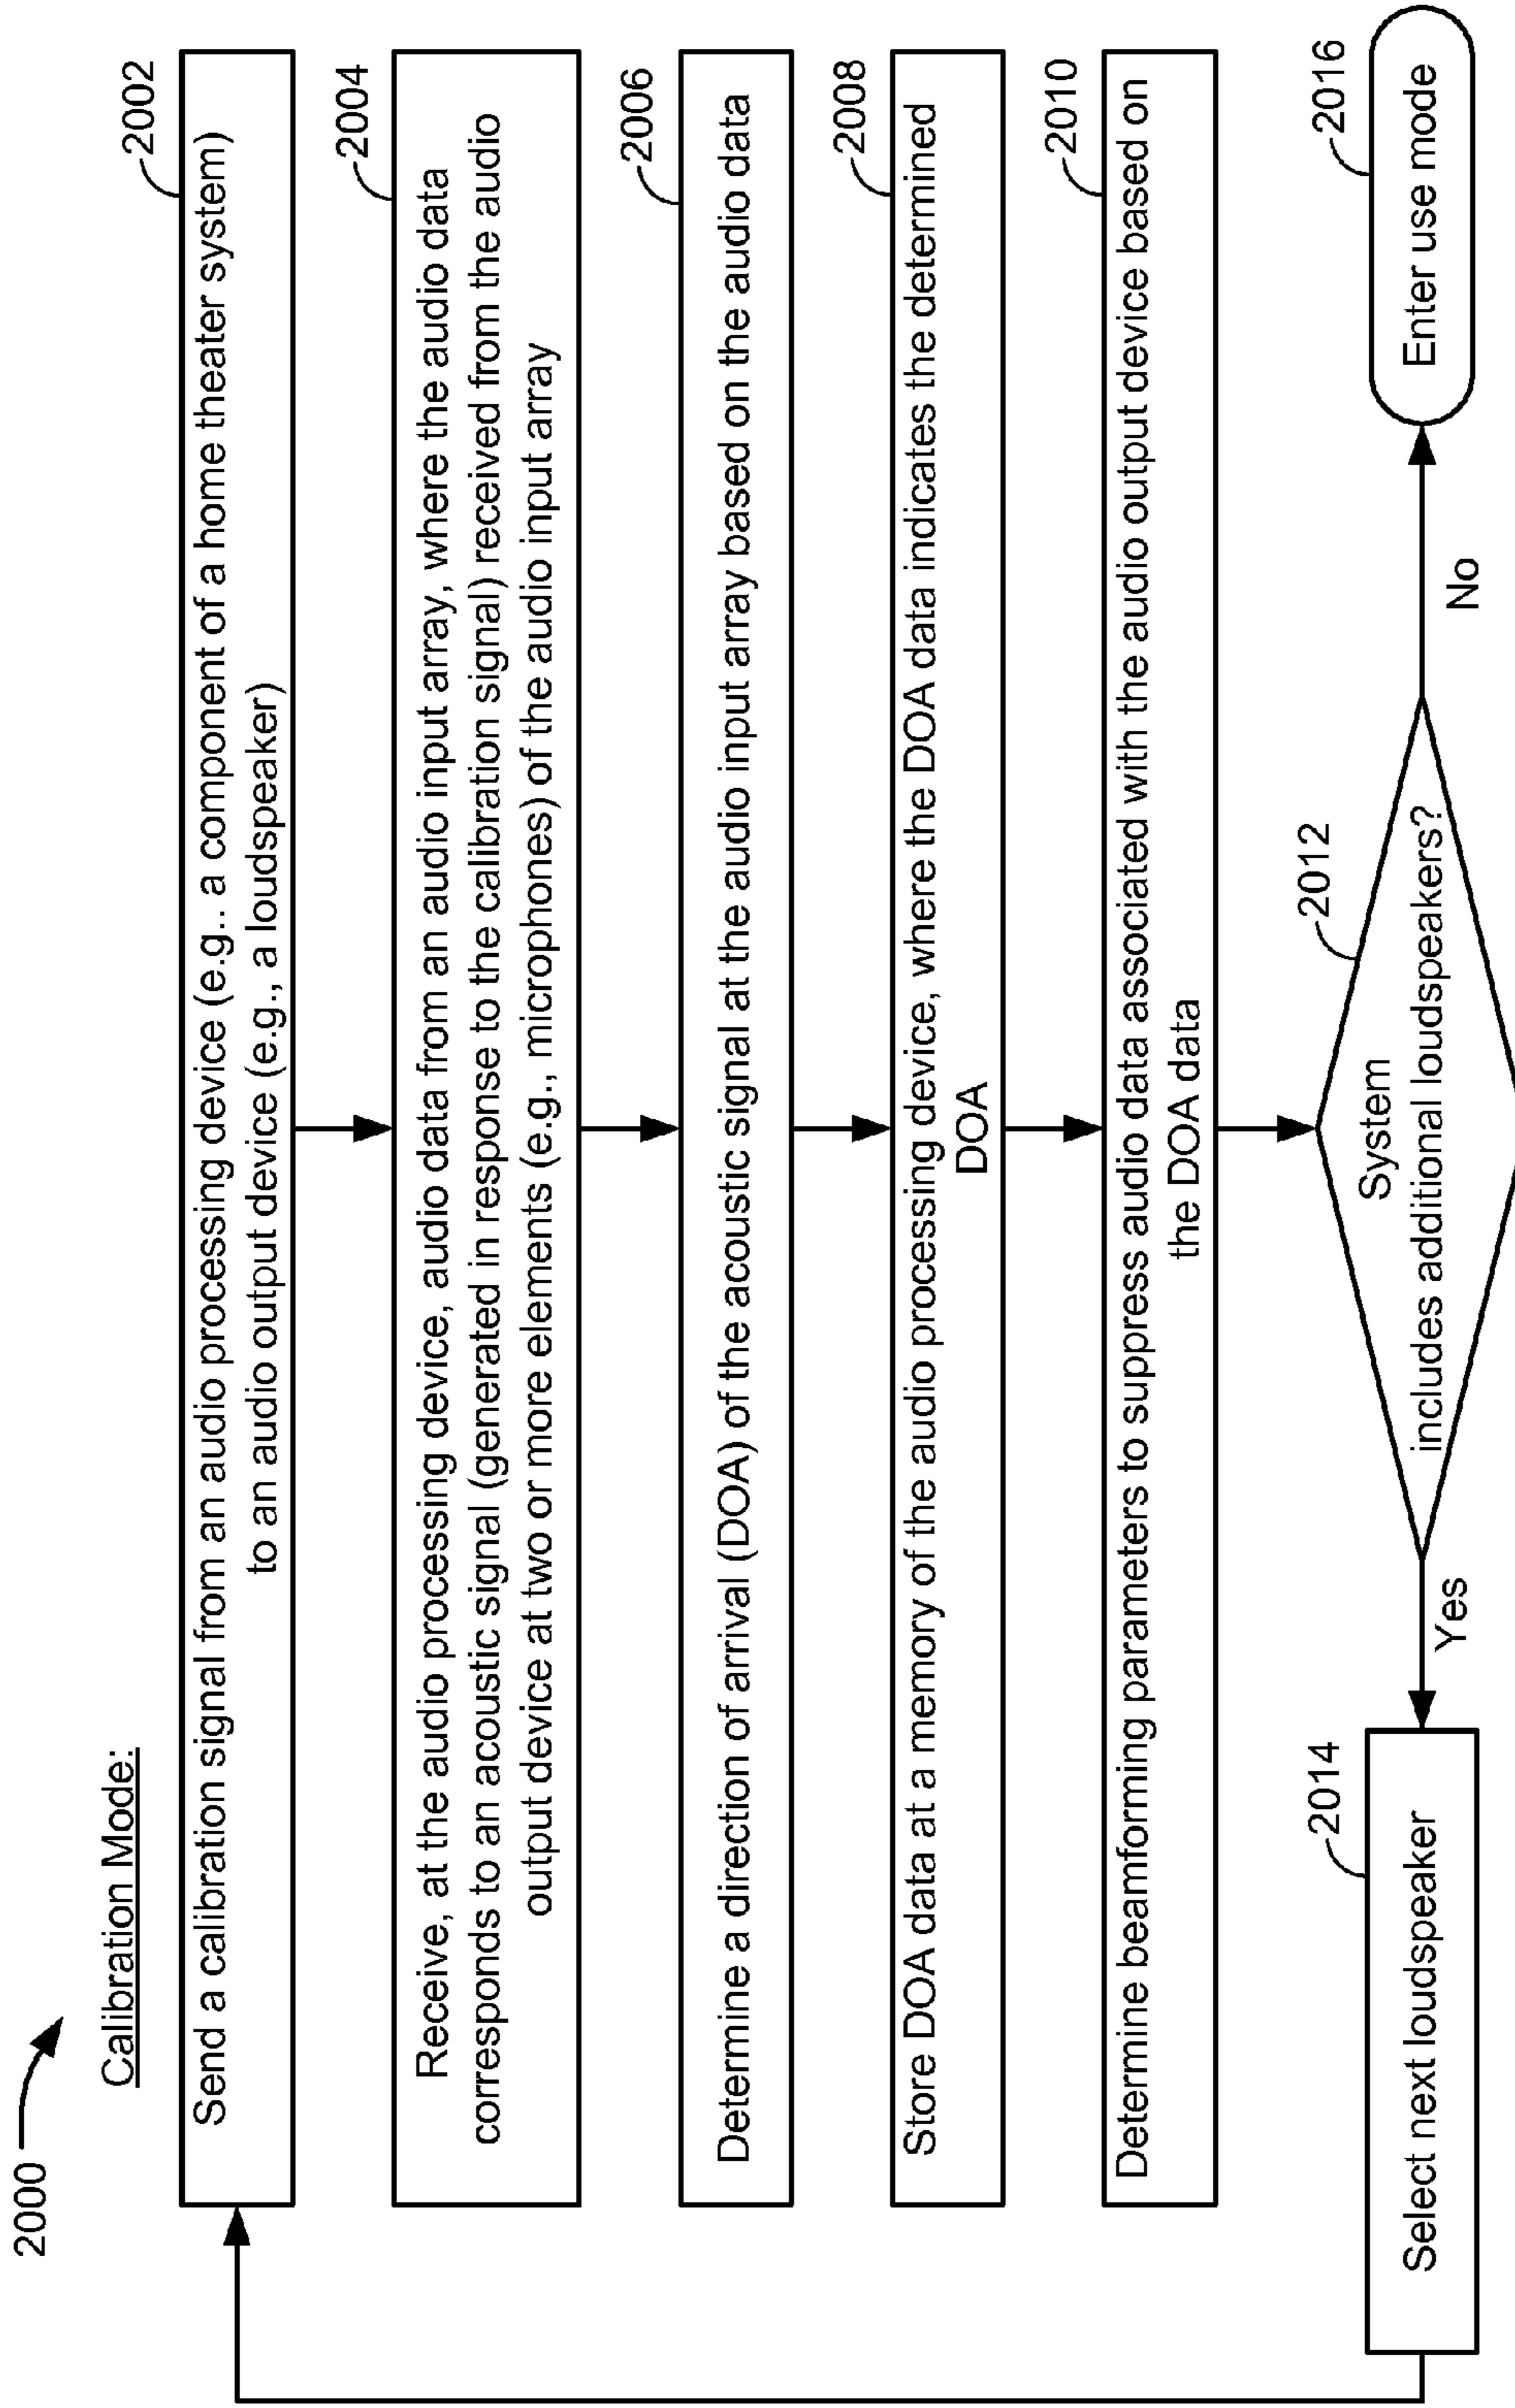 2000
Calibration Mode:
2002
Send a calibration signal from an audio processing device (e.g.. a component of a home theater system)
to an audio output device (e.g., a loudspeaker)
2004
Receive, at the audio processing device, audio data from an audio input array, where the audio data
corresponds to an acoustic signal (generated in response to the calibration signal) received from the audio
output device at two or more elements (e.g., microphones) of the audio input array
2006
Determine a direction of arrival (DOA) of the acoustic signal at the audio input array based on the audio data
2008
Store DOA data at a memory of the audio processing device, where the DOA data indicates the determined
DOA
2010
Determine beamforming parameters to suppress audio data associated with the audio output device based on
the DOA data
2012
System
includes additional loudspeakers?
Yes
No
2014
Select next loudspeaker
2016
Enter use mode